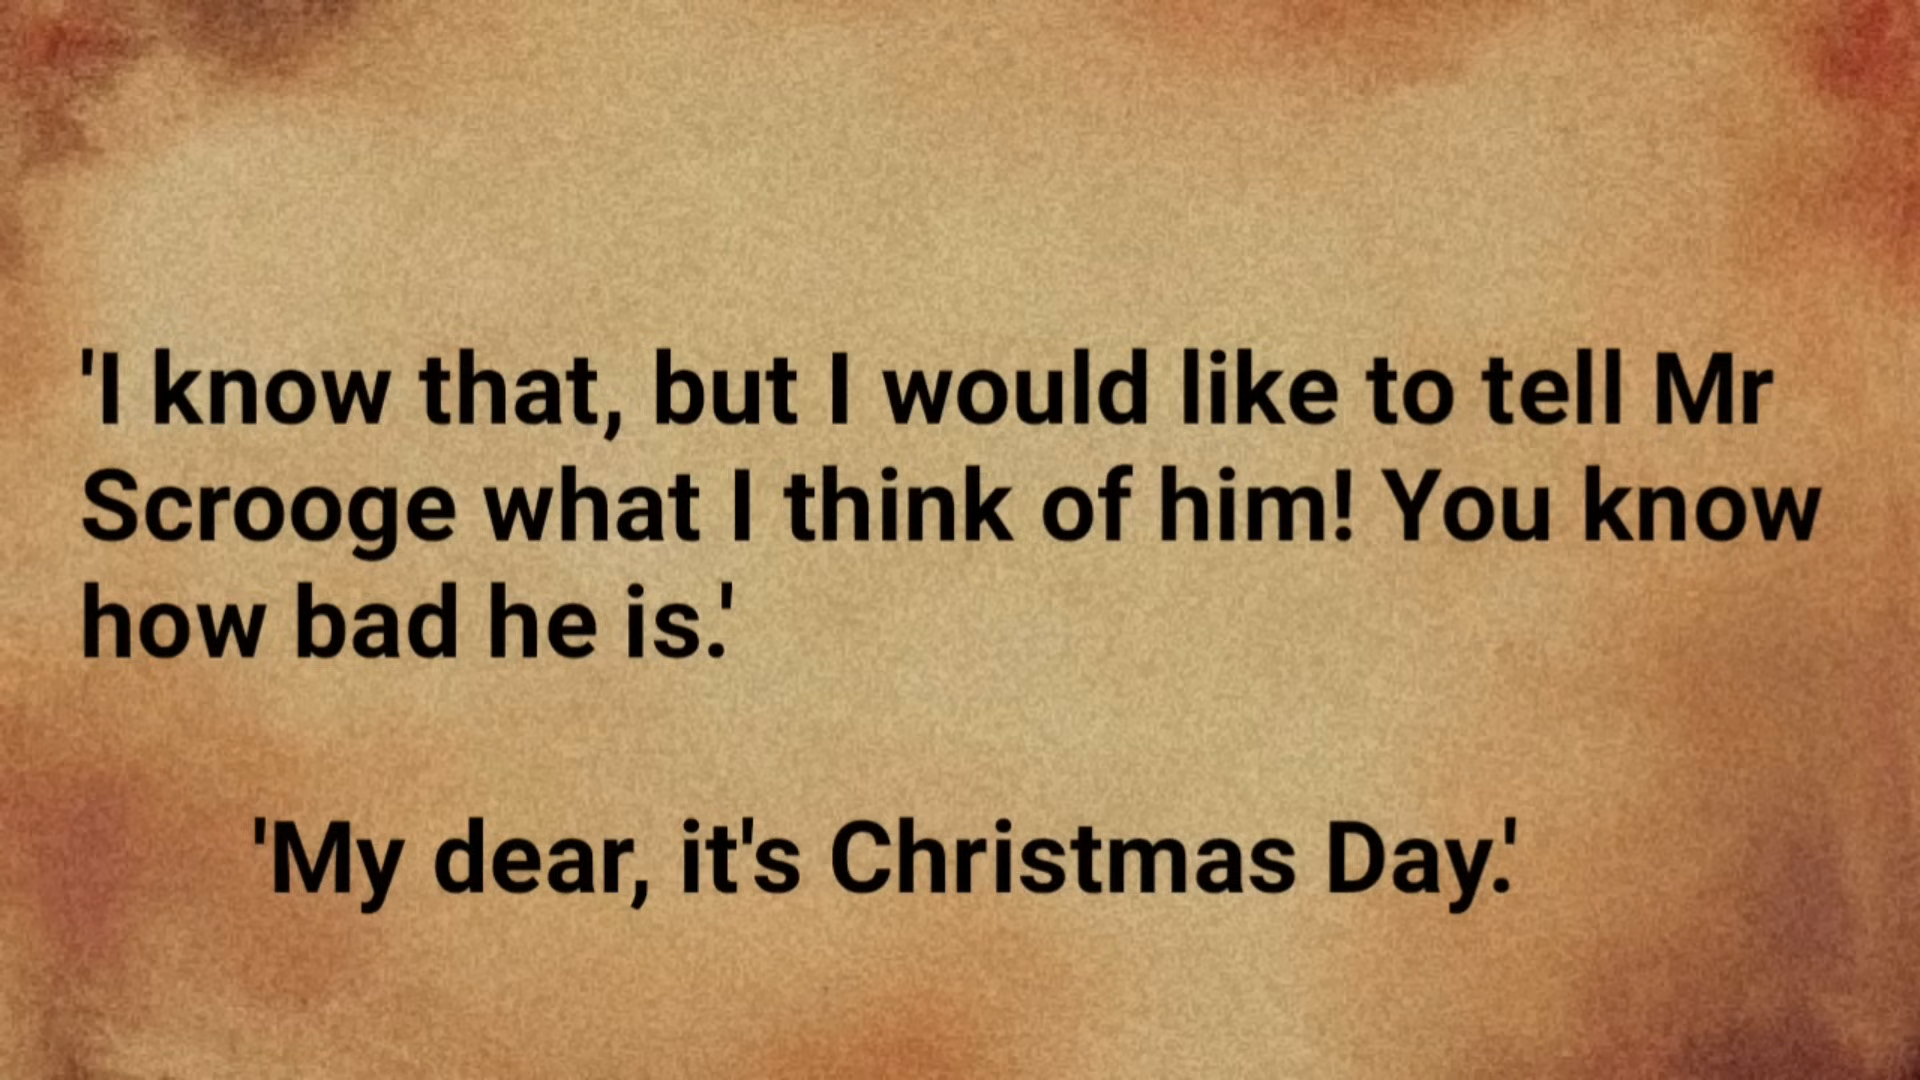 'I know that, but I would like to tell Mr
Scrooge what I think of him! You know
how bad he is.'
'My dear, it's Christmas Day.'